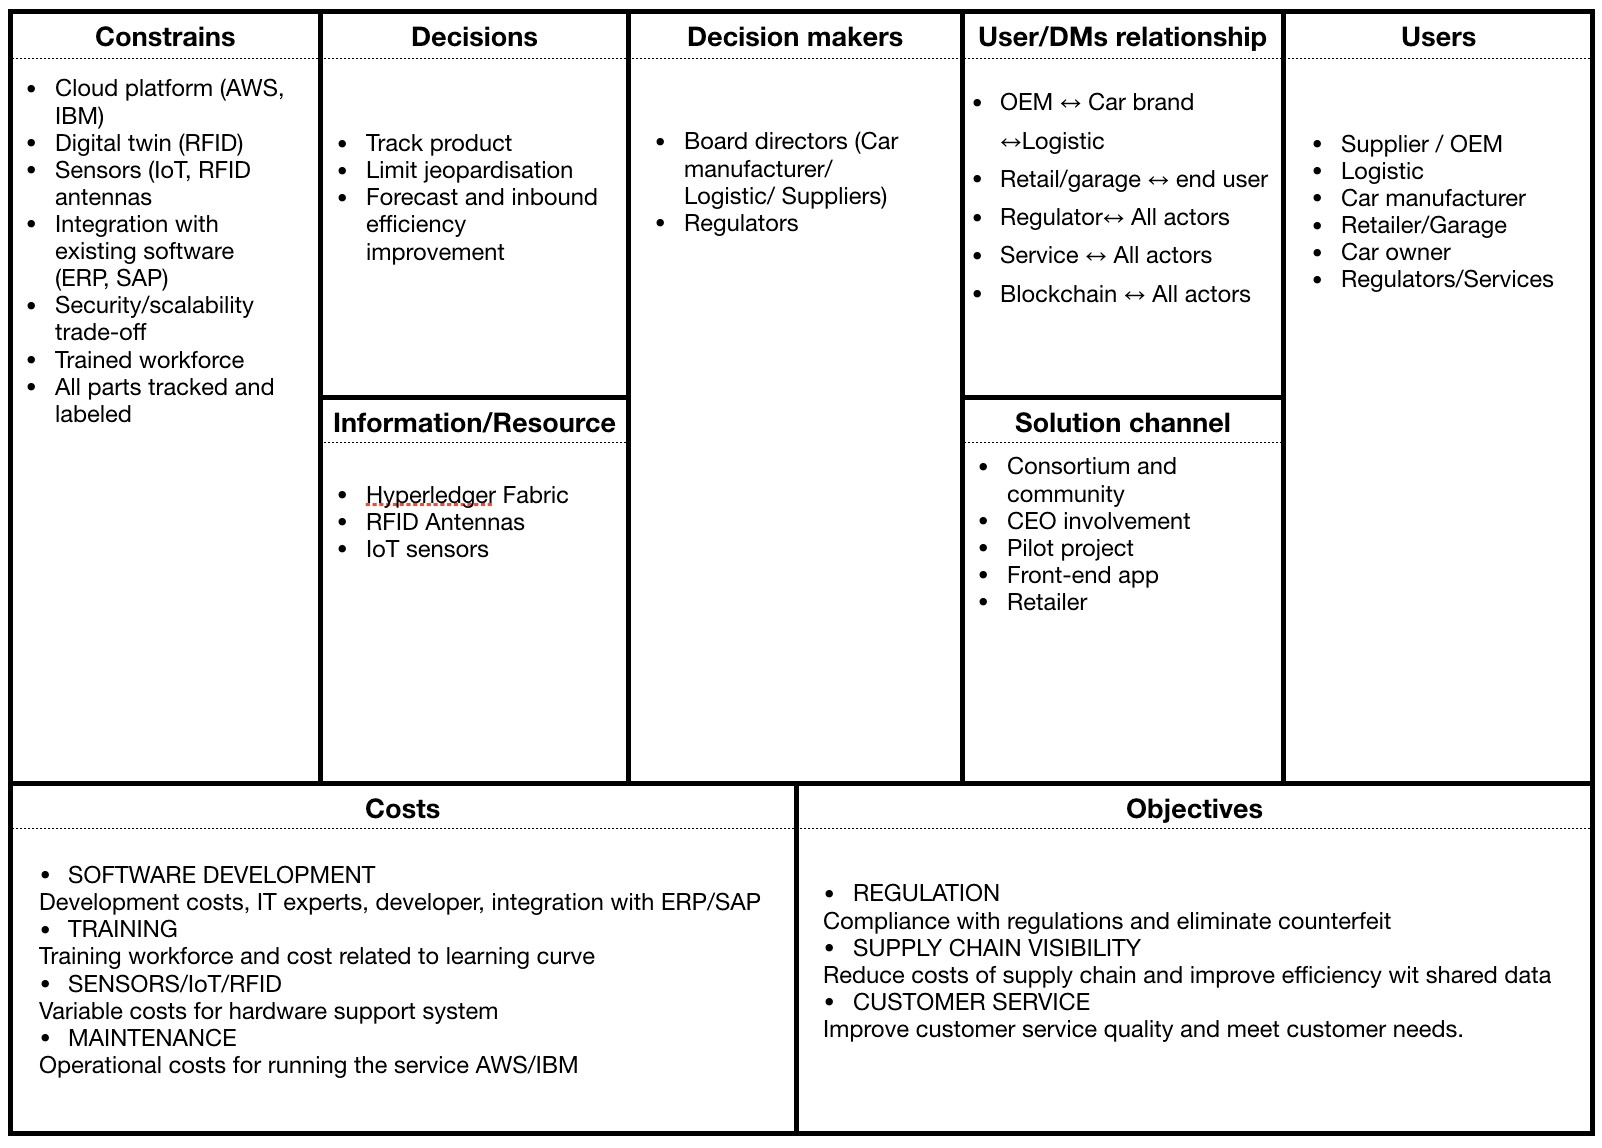 Constrains
• Cloud platform (AWS,
IBM)
• Digital twin (RFID)
• Sensors (IoT, RFID
antennas
• Integration with
existing software
(ERP, SAP)
• Security/scalability
trade-off
• Trained workforce
• All parts tracked and
labeled
Decisions
• Track product
• Limit jeopardisation
• Forecast and inbound
efficiency
improvement
Information/Resource
• Hyperledger Fabric
• RFID Antennas
• IoT sensors
Decision makers
• Board directors (Car
manufacturer/
Logistic/ Suppliers)
• Regulators
User/DMs relationship
• OEM ↔ Car brand
↔Logistic
• Retail/garage ↔ end user
• Regulator↔ All actors
• Service ↔ All actors
• Blockchain ↔ All actors
Solution channel
• Consortium and
community
• CEO involvement
• Pilot project
• Front-end app
• Retailer
Users
• Supplier / OEM
• Logistic
• Car manufacturer
• Retailer/Garage
• Car owner
• Regulators/Services
Costs
• SOFTWARE DEVELOPMENT
Development costs, IT experts, developer, integration with ERP/SAP
• TRAINING
Training workforce and cost related to learning curve
• SENSORS/IoT/RFID
Variable costs for hardware support system
• MAINTENANCE
Operational costs for running the service AWS/IBM
Objectives
• REGULATION
Compliance with regulations and eliminate counterfeit
• SUPPLY CHAIN VISIBILITY
Reduce costs of supply chain and improve efficiency wit shared data
• CUSTOMER SERVICE
Improve customer service quality and meet customer needs.